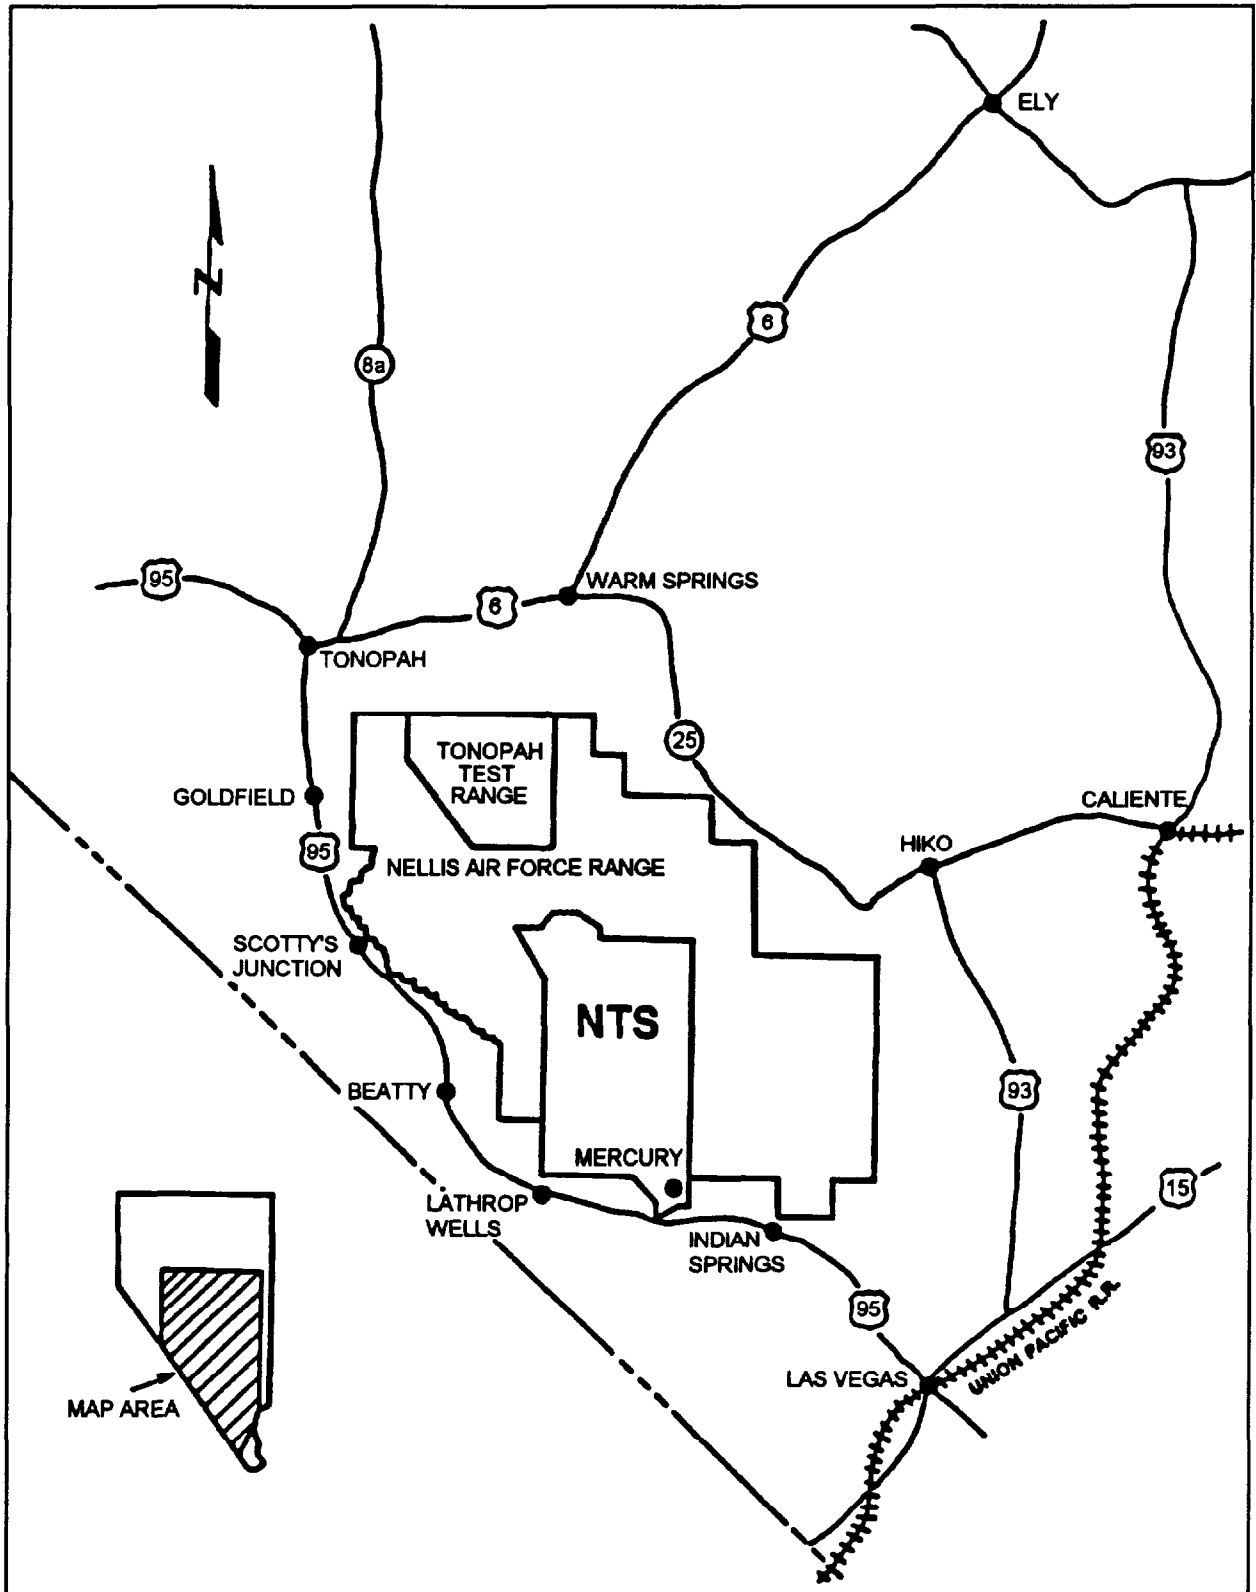 ELY
N
6
8a
93
95
WARM SPRINGS
6
TONOPAH
25
TONOPAH
TEST
RANGE
GOLDFIELD
CALIENTE
95
HIKO
NELLIS AIR FORCE RANGE
SCOTTY'S
JUNCTION
NTS
BEATTY
93
MERCURY
LATHROP
WELLS
15
INDIAN
SPRINGS
95
UNION PACIFIC R.R.
LAS VEGAS
MAP AREA